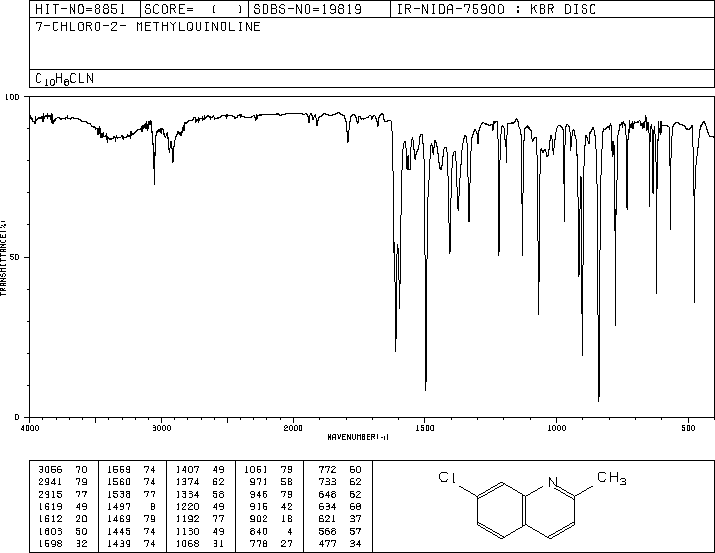 HIT-NO=8851 SCORE= ( ) SDBS-NO=19819 IR-NIDA-75900 : KBR DISC
7-CHLORO-2- METHYLQUINOLINE
C10H8CLN
100
50
0
TRANSMITTANCE(%)
4000 3000 2000 1500 1000 500
WAVENUMBER(-1)
3066 70 1569 74 1407 49 1061 79 772 60
2941 79 1560 74 1374 62 971 58 733 62
2915 77 1538 77 1334 58 946 79 648 62
1619 49 1497 8 1220 49 916 42 634 68
1612 20 1469 79 1192 77 902 18 621 37
1603 50 1445 74 1130 49 840 4 568 57
1598 32 1439 74 1068 31 778 27 477 34
Cl N CH3